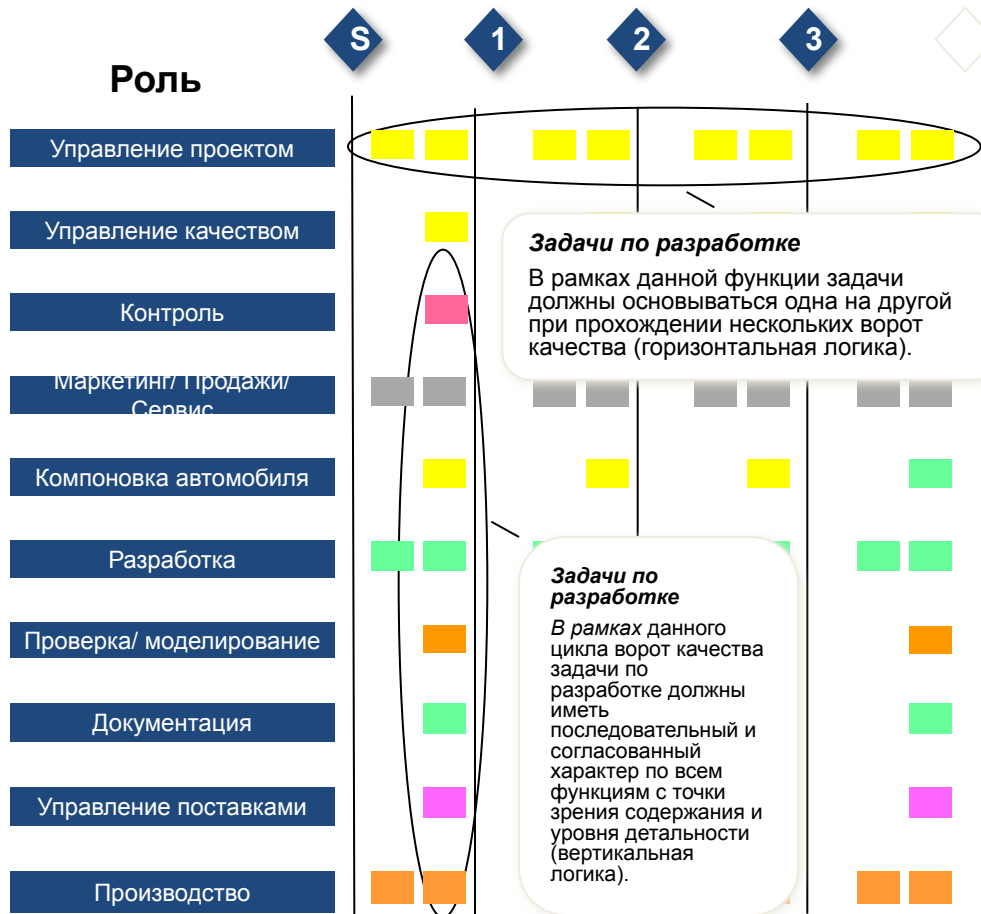 S
1
2
3
Роль
Управление проектом
Управление качеством
Задачи по разработке
В рамках данной функции задачи
должны основываться одна на другой
при прохождении нескольких ворот
качества (горизонтальная логика).
Контроль
Маркетинг/ Продажи/
Сервис
Компоновка автомобиля
Разработка
Задачи по
разработке
В рамках данного
цикла ворот качества
задачи по
разработке должны
иметь
последовательный и
согласованный
характер по всем
функциям с точки
зрения содержания и
уровня детальности
(вертикальная
логика).
Проверка/ моделирование
Документация
Управление поставками
Производство